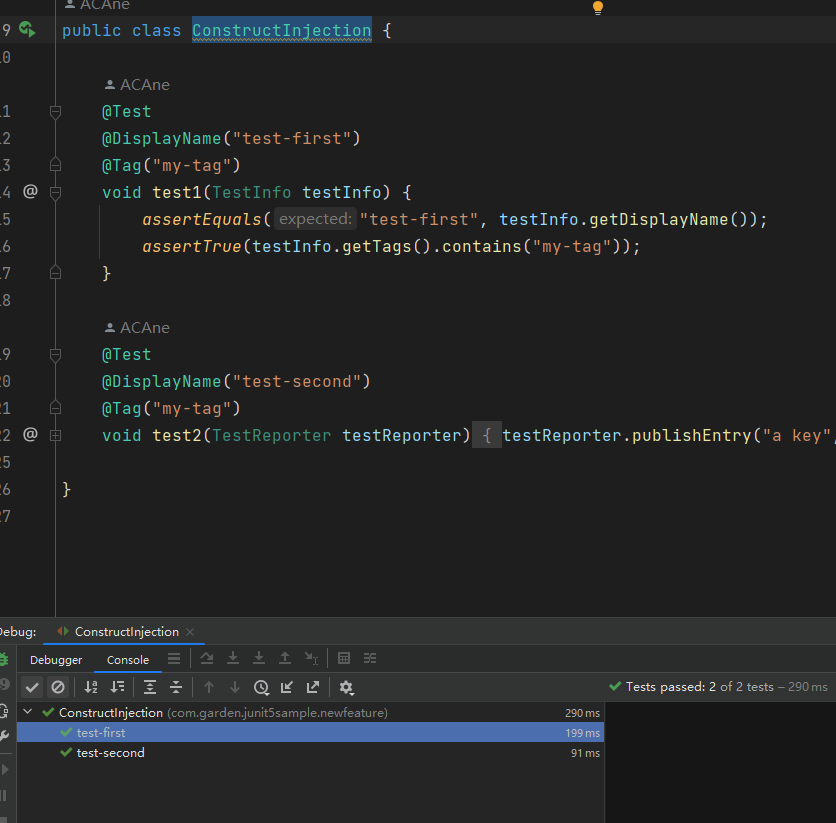 ACAne
9 public class ConstructInjection {
10
ACAne
11 @Test
12 @DisplayName("test-first")
13 @Tag("my-tag")
14 @ void test1(TestInfo testInfo) {
15 assertEquals( expected: "test-first", testInfo.getDisplayName());
16 assertTrue(testInfo.getTags().contains("my-tag"));
17 }
18
ACAne
19 @Test
20 @DisplayName("test-second")
21 @Tag("my-tag")
22 @ void test2(TestReporter testReporter) { testReporter.publishEntry("a key",
25
26 }
27
Debug: ConstructInjection
Debugger Console
Tests passed: 2 of 2 tests – 290 ms
ConstructInjection (com.garden.junit5sample.newfeature) 290 ms
test-first 199 ms
test-second 91 ms